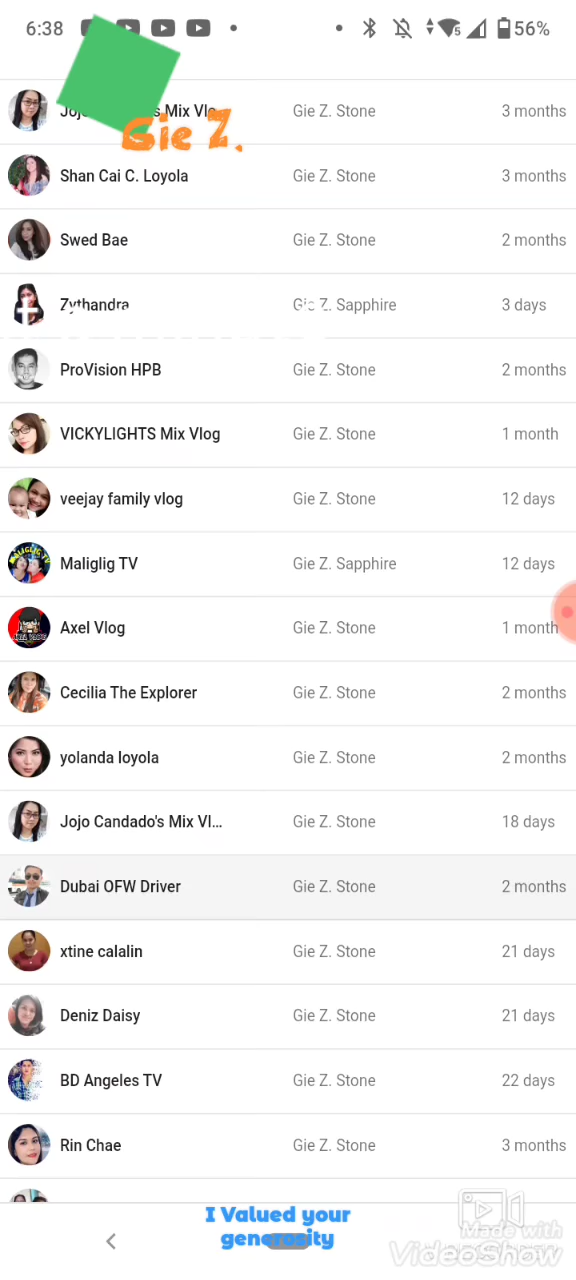 6:38 56%
Jojo Candado's Mix Vlo
Gie Z. Stone 3 months
Gie Z.
Shan Cai C. Loyola Gie Z. Stone 3 months
Swed Bae Gie Z. Stone 2 months
Zythandra Gie Z. Sapphire 3 days
ProVision HPB Gie Z. Stone 2 months
VICKYLIGHTS Mix Vlog Gie Z. Stone 1 month
veejay family vlog Gie Z. Stone 12 days
Maliglig TV Gie Z. Sapphire 12 days
Axel Vlog Gie Z. Stone 1 month
Cecilia The Explorer Gie Z. Stone 2 months
yolanda loyola Gie Z. Stone 2 months
Jojo Candado's Mix Vl... Gie Z. Stone 18 days
Dubai OFW Driver Gie Z. Stone 2 months
xtine calalin Gie Z. Stone 21 days
Deniz Daisy Gie Z. Stone 21 days
BD Angeles TV Gie Z. Stone 22 days
Rin Chae Gie Z. Stone 3 months
I Valued your
generosity
Made with
VideoShow